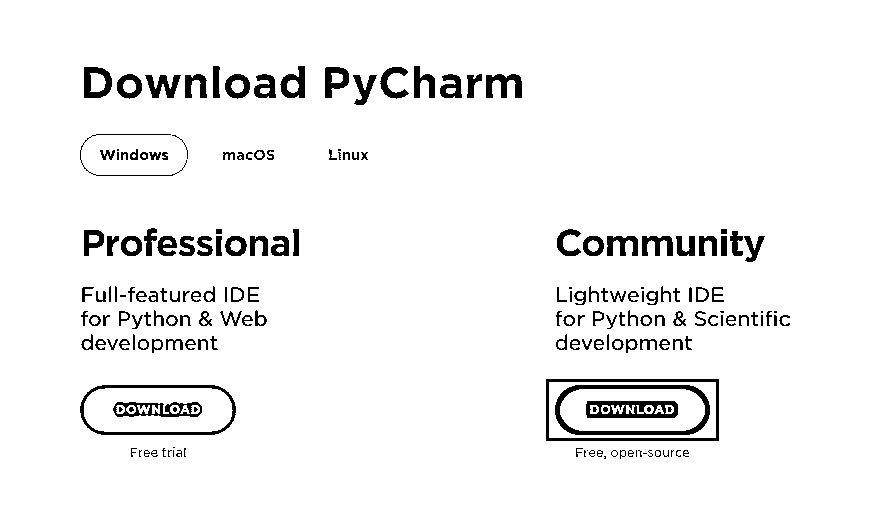 Download PyCharm
Windows macOS Linux
Professional
Full-featured IDE
for Python & Web
development
DOWNLOAD
Free trial
Community
Lightweight IDE
for Python & Scientific
development
DOWNLOAD
Free, open-source